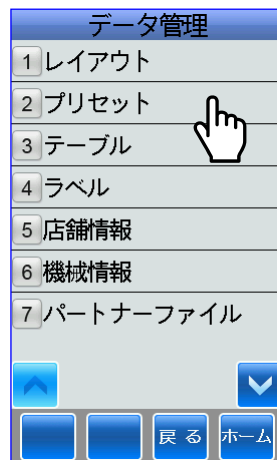 データ管理
1 レイアウト
2 プリセット
3 テーブル
4 ラベル
5 店舗情報
6 機械情報
7 パートナーファイル
戻る ホーム